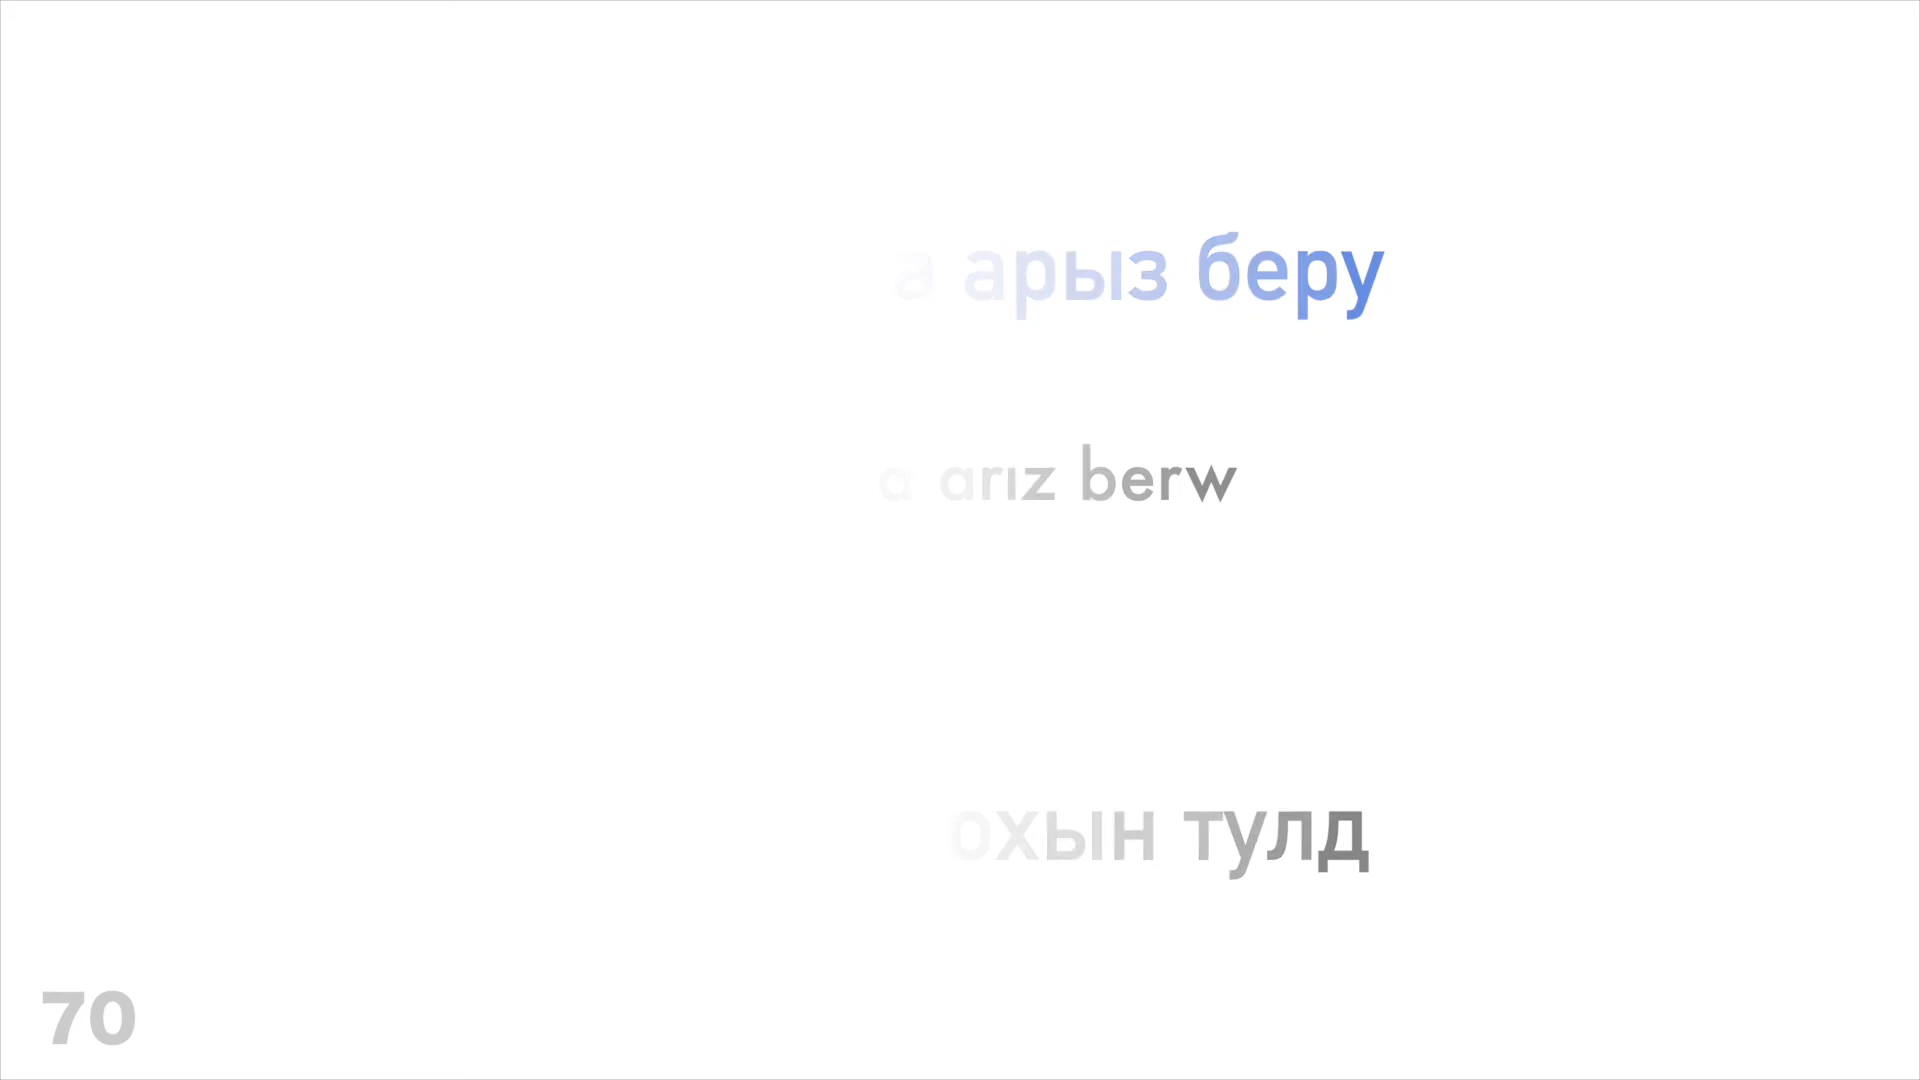 а арыз беру
a arız berw
охын тулд
70